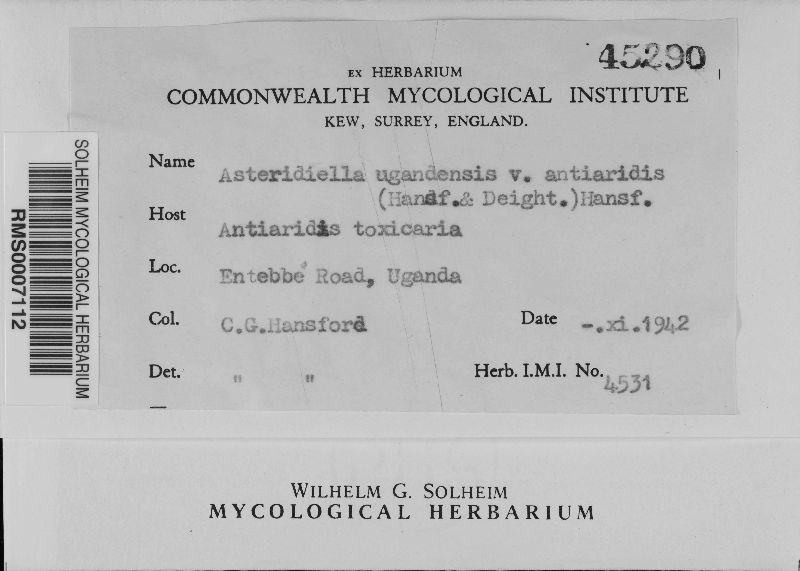 45290
EX HERBARIUM
COMMONWEALTH MYCOLOGICAL INSTITUTE
KEW, SURREY, ENGLAND.
Name Asteridiella ugandensis v. antiaridis
(Hansf.& Deight.)Hansf.
Host Antiaridis toxicaria
Loc. Entebbe Road, Uganda
Col. C.G.Hansford Date -.xi.1942
Det. " " Herb. I.M.I. No. 4531
SOLHEIM MYCOLOGICAL HERBARIUM
RMS0007112
WILHELM G. SOLHEIM
MYCOLOGICAL HERBARIUM